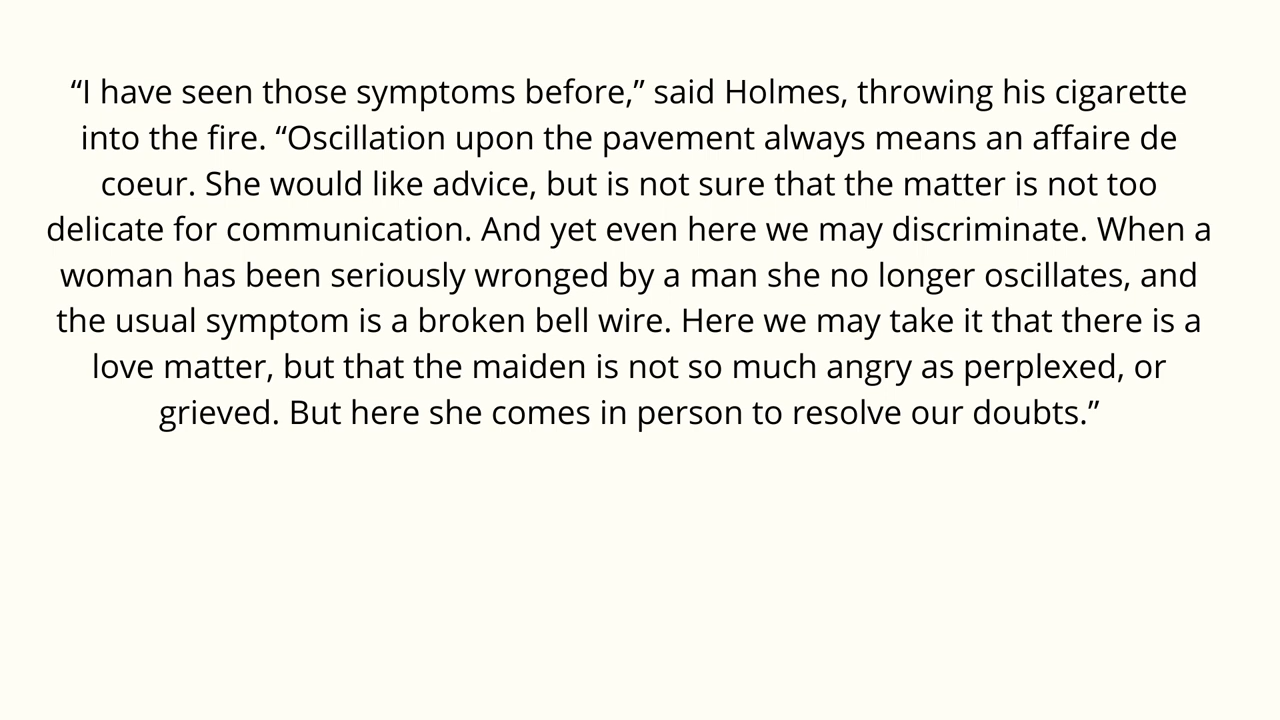 “I have seen those symptoms before,” said Holmes, throwing his cigarette
into the fire. “Oscillation upon the pavement always means an affaire de
coeur. She would like advice, but is not sure that the matter is not too
delicate for communication. And yet even here we may discriminate. When a
woman has been seriously wronged by a man she no longer oscillates, and
the usual symptom is a broken bell wire. Here we may take it that there is a
love matter, but that the maiden is not so much angry as perplexed, or
grieved. But here she comes in person to resolve our doubts.”